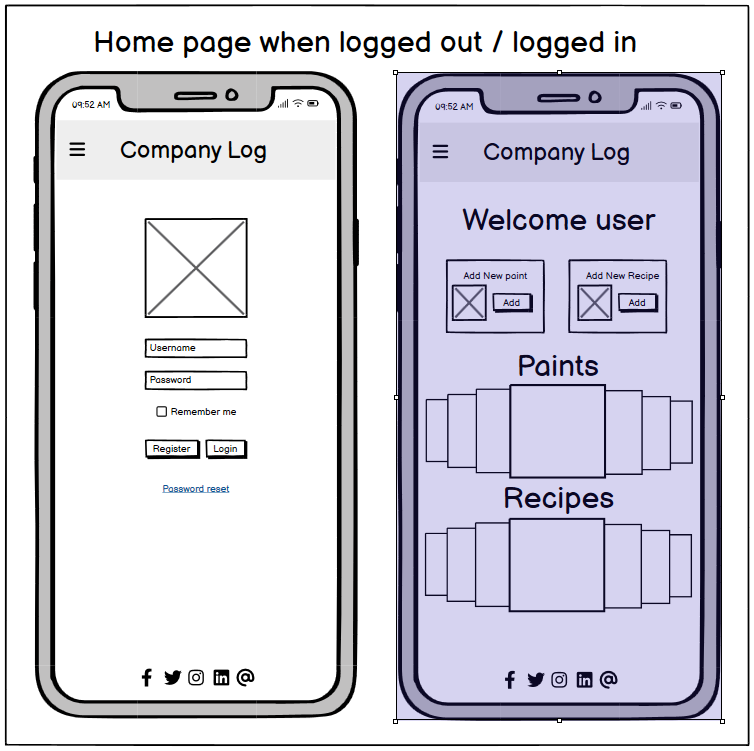 Home page when logged out / logged in
09:52 AM
Company Log
Username
Password
Remember me
Register
Login
Password reset
09:52 AM
Company Log
Welcome user
Add New paint
Add
Add New Recipe
Add
Paints
Recipes